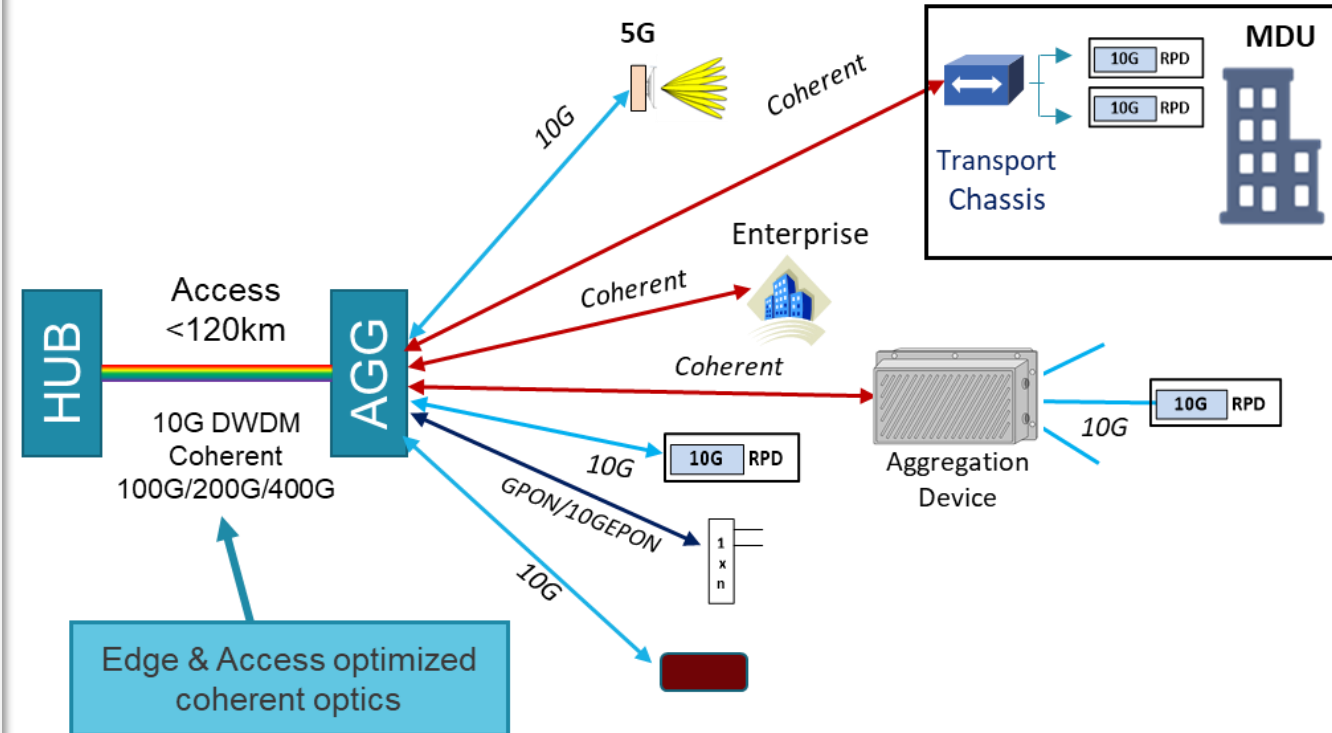 5G
10G
Coherent
10G RPD
10G RPD
MDU
Transport
Chassis
Enterprise
Coherent
Access
<120km
HUB
AGG
10G DWDM
Coherent
100G/200G/400G
Coherent
Aggregation
Device
10G
10G RPD
10G
10G RPD
GPON/10GEPON
1
x
n
10G
Edge & Access optimized
coherent optics